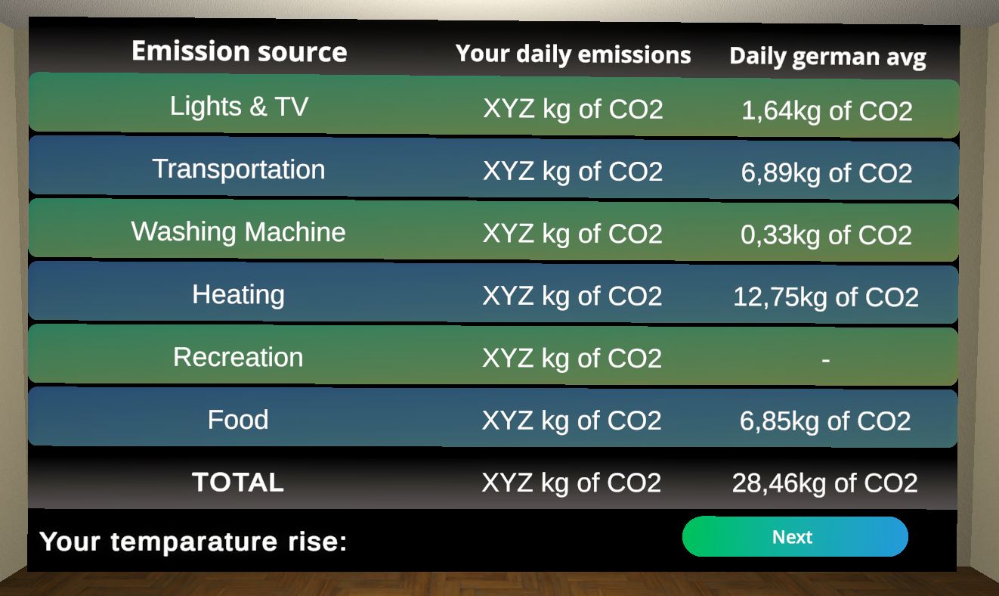 Emission source Your daily emissions Daily german avg
Lights & TV XYZ kg of CO2 1,64kg of CO2
Transportation XYZ kg of CO2 6,89kg of CO2
Washing Machine XYZ kg of CO2 0,33kg of CO2
Heating XYZ kg of CO2 12,75kg of CO2
Recreation XYZ kg of CO2 -
Food XYZ kg of CO2 6,85kg of CO2
TOTAL XYZ kg of CO2 28,46kg of CO2
Your temparature rise: Next